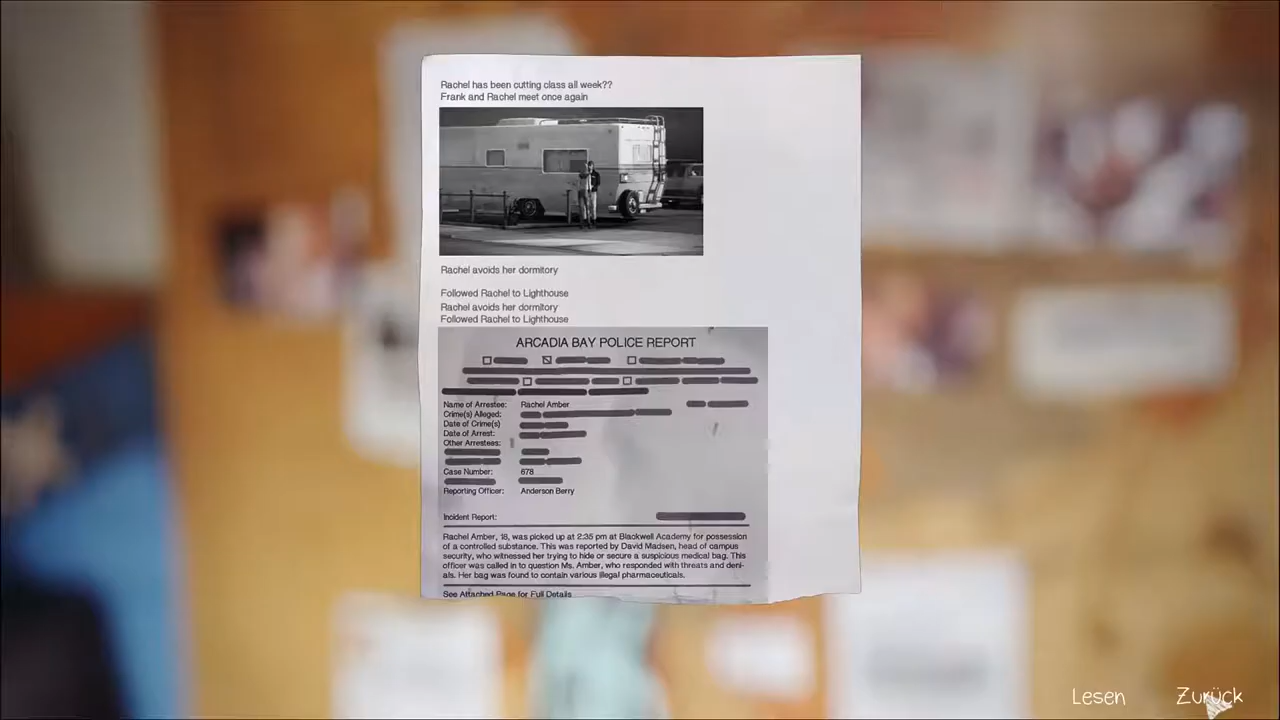 Rachel has been cutting class all week??
Frank and Rachel meet once again
Rachel avoids her dormitory
Followed Rachel to Lighthouse
Rachel avoids her dormitory
Followed Rachel to Lighthouse
ARCADIA BAY POLICE REPORT
Name of Arrestee: Rachel Amber
Crime(s) Alleged:
Date of Crime(s)
Date of Arrest:
Other Arrestees:
Case Number: 678
Reporting Officer: Anderson Berry
Incident Report:
Rachel Amber, 18, was picked up at 2:35 pm at Blackwell Academy for possession
of a controlled substance. This was reported by David Madsen, head of campus
security, who witnessed her trying to hide or secure a suspicious medical bag. This
officer was called in to question Ms. Amber, who responded with threats and deni-
als. Her bag was found to contain various illegal pharmaceuticals.
See Attached Page for Full Details
Lesen Zurück